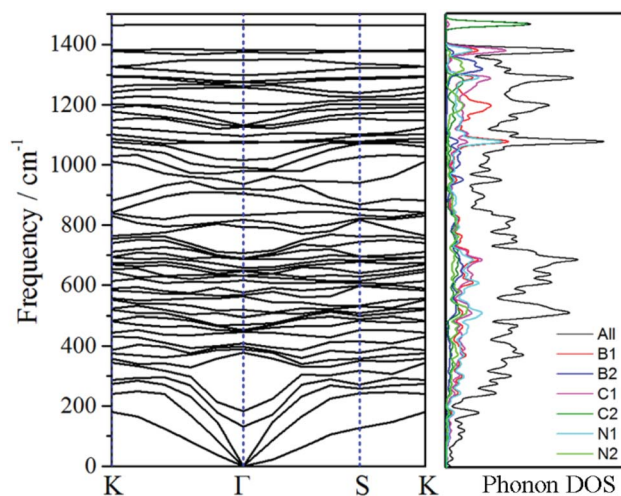 1400
1200
1000
800
600
400
200
0
Frequency / cm-1
K Γ S K
All
B1
B2
C1
C2
N1
N2
Phonon DOS